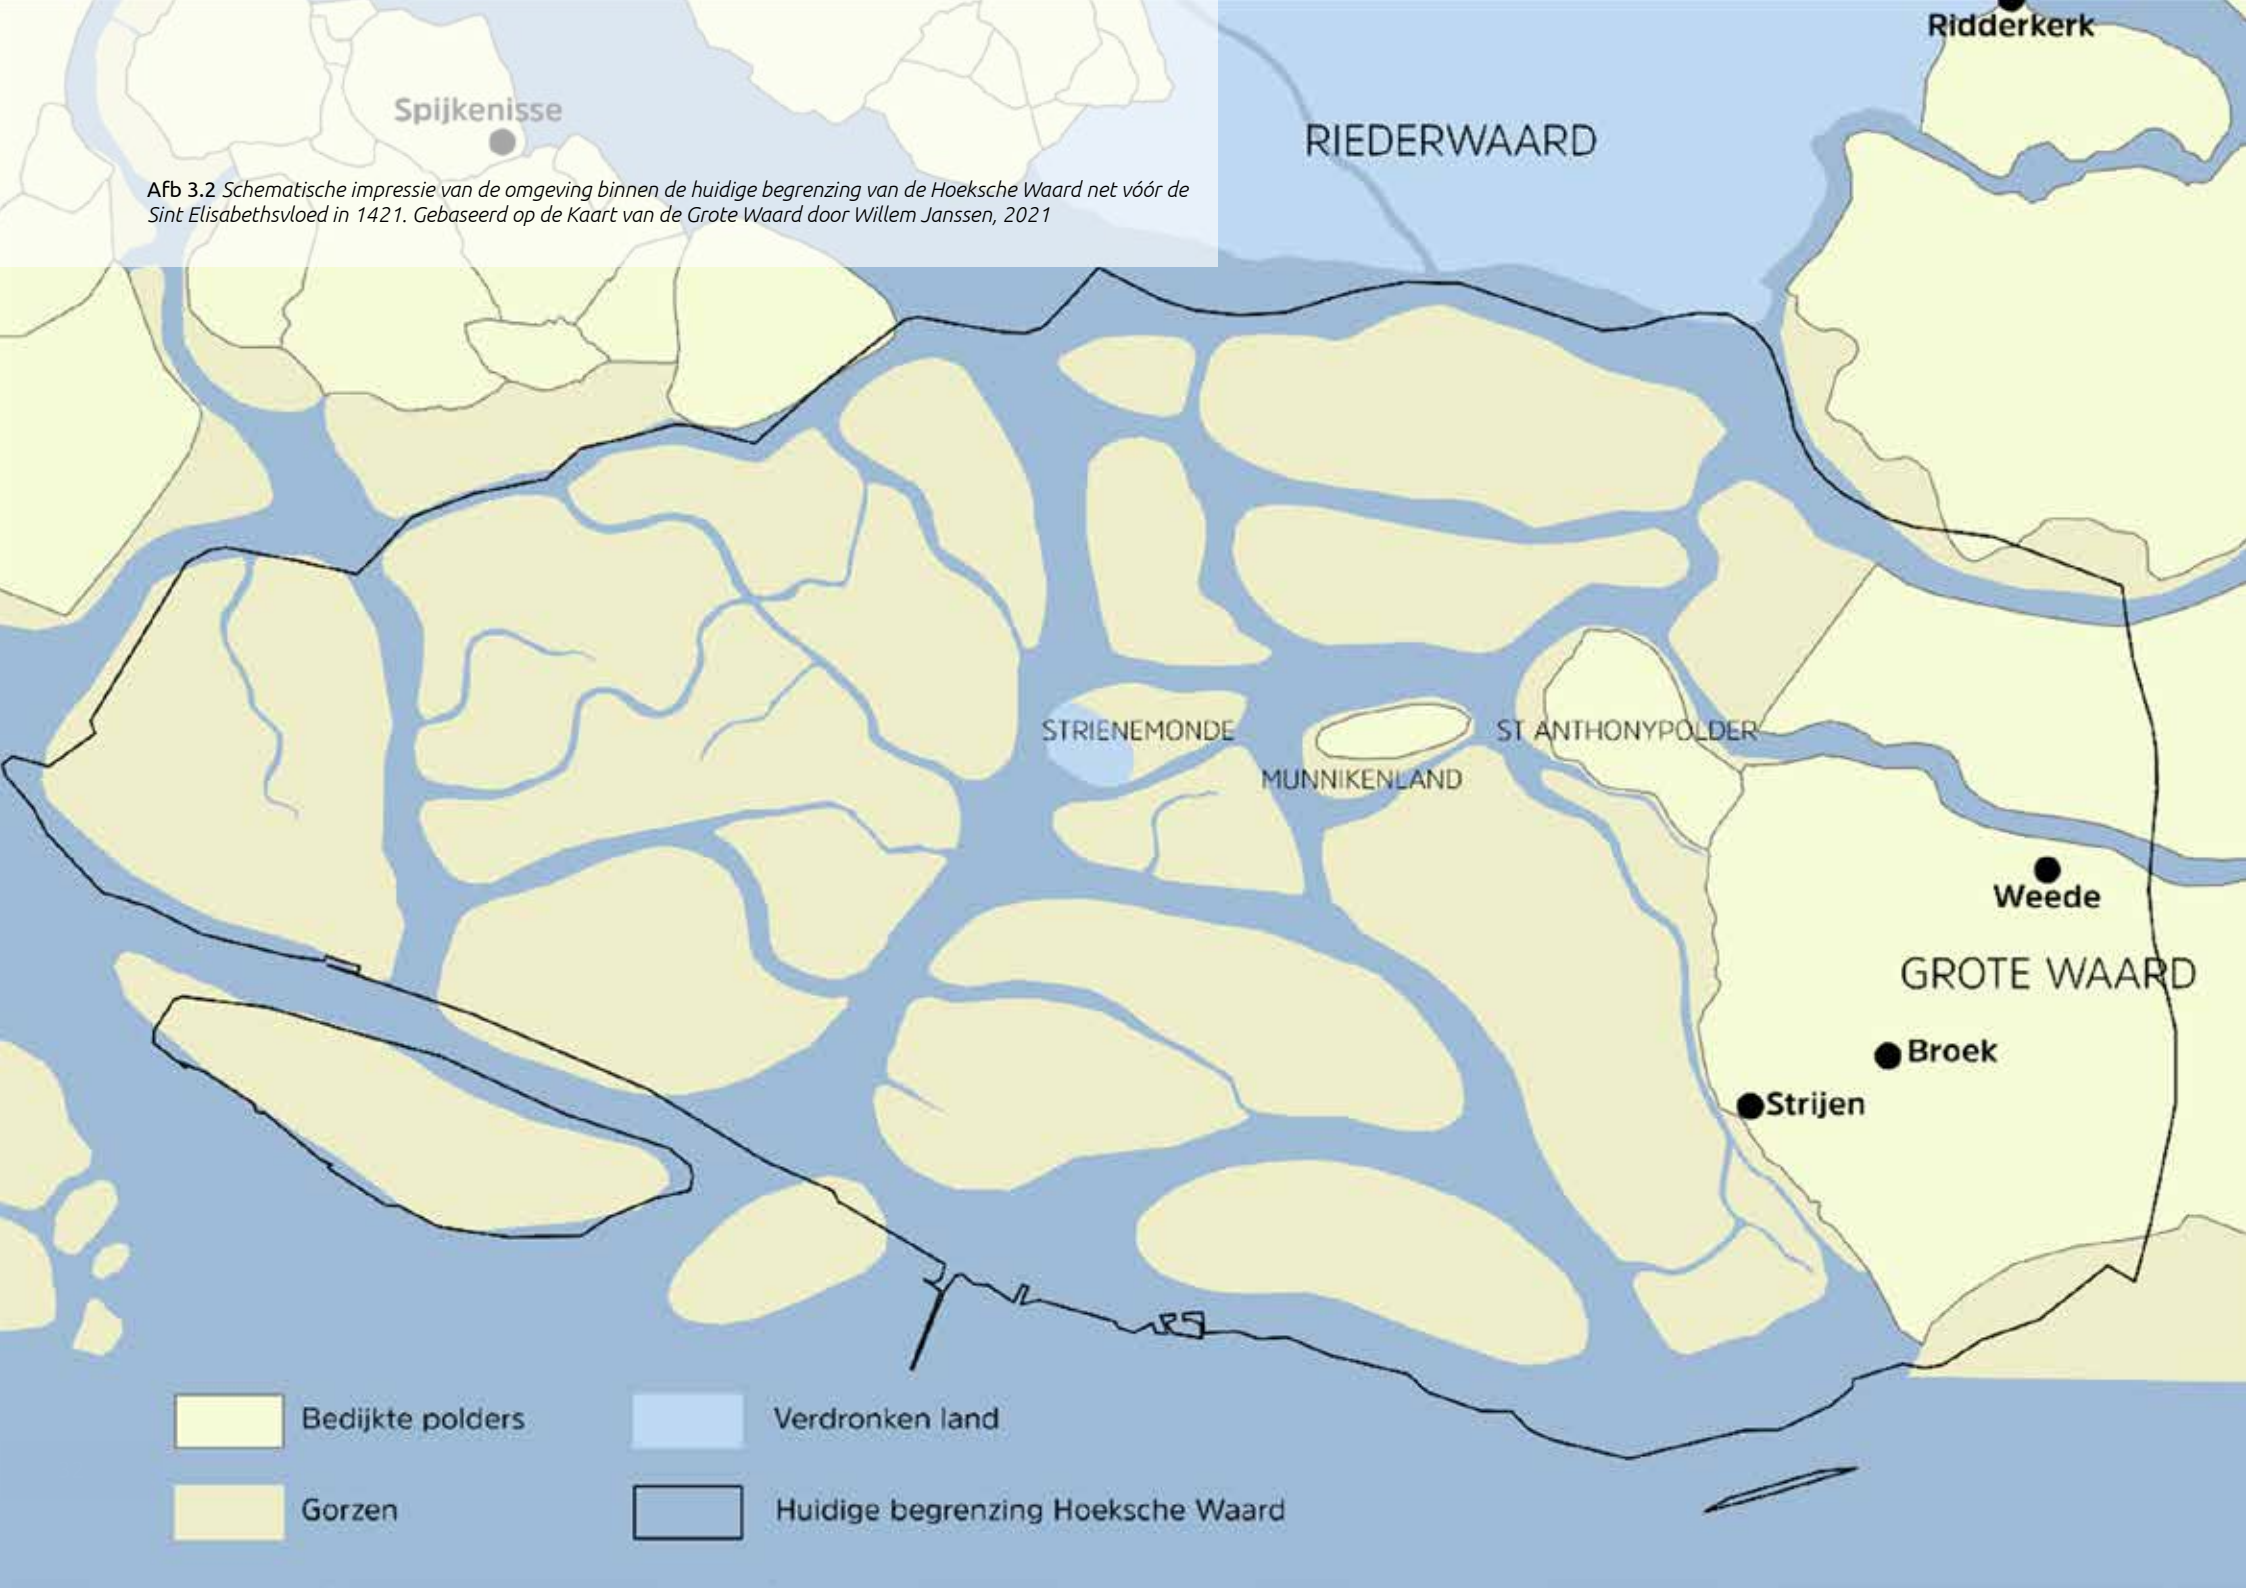 Ridderkerk
Spijkenisse
RIEDERWAARD
Afb 3.2 Schematische impressie van de omgeving binnen de huidige begrenzing van de Hoeksche Waard net vóór de
Sint Elisabethsvloed in 1421. Gebaseerd op de Kaart van de Grote Waard door Willem Janssen, 2021
STRIENEMONDE
ST ANTHONYPOLDER
MUNNIKENLAND
Weede
GROTE WAARD
Broek
Strijen
Bedijkte polders
Verdronken land
Gorzen
Huidige begrenzing Hoeksche Waard